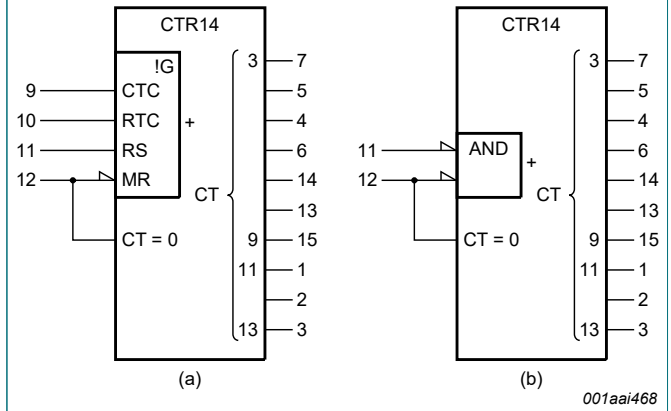 CTR14
!G
9 CTC
10 RTC
11 RS
12 MR
+
CT = 0
CT
3 7
5
4
6
14
13
9 15
11 1
2
13 3
(a)
CTR14
11 AND
12
+
CT = 0
CT
3 7
5
4
6
14
13
9 15
11 1
2
13 3
(b)
001aai468